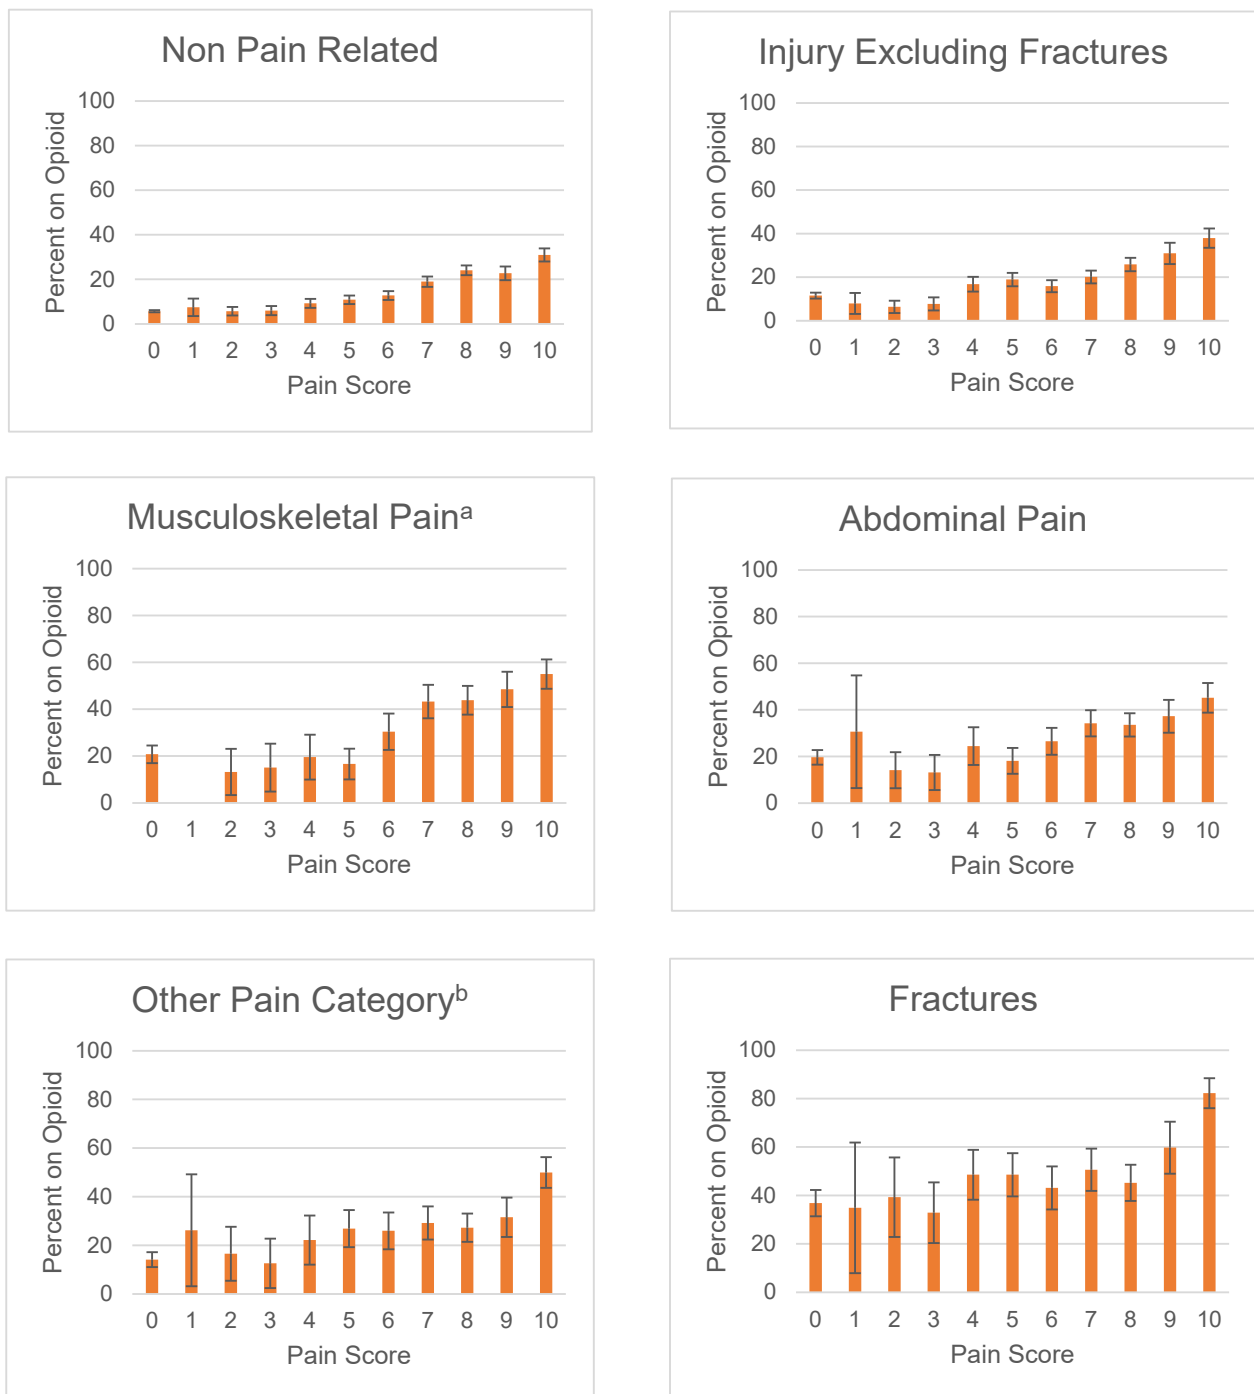 Non Pain Related
Percent on Opioid
100
80
60
40
20
0
0 1 2 3 4 5 6 7 8 9 10
Pain Score
Injury Excluding Fractures
Percent on Opioid
100
80
60
40
20
0
0 1 2 3 4 5 6 7 8 9 10
Pain Score
Musculoskeletal Painᵃ
Percent on Opioid
100
80
60
40
20
0
0 1 2 3 4 5 6 7 8 9 10
Pain Score
Abdominal Pain
Percent on Opioid
100
80
60
40
20
0
0 1 2 3 4 5 6 7 8 9 10
Pain Score
Other Pain Categoryᵇ
Percent on Opioid
100
80
60
40
20
0
0 1 2 3 4 5 6 7 8 9 10
Pain Score
Fractures
Percent on Opioid
100
80
60
40
20
0
0 1 2 3 4 5 6 7 8 9 10
Pain Score